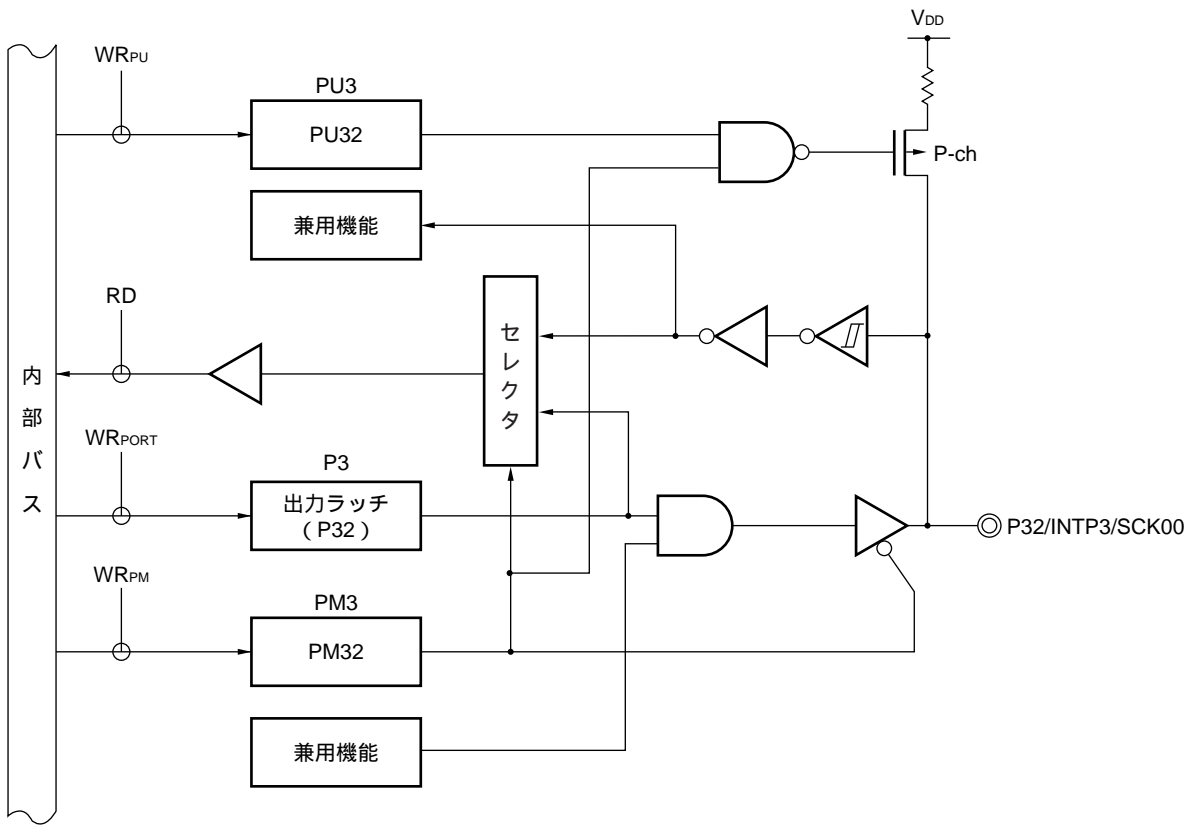 VDD
WRPU
PU3
PU32
P-ch
兼用機能
RD
セレクタ
内部バス
WRPORT
P3
出力ラッチ
(P32)
P32/INTP3/SCK00
WRPM
PM3
PM32
兼用機能